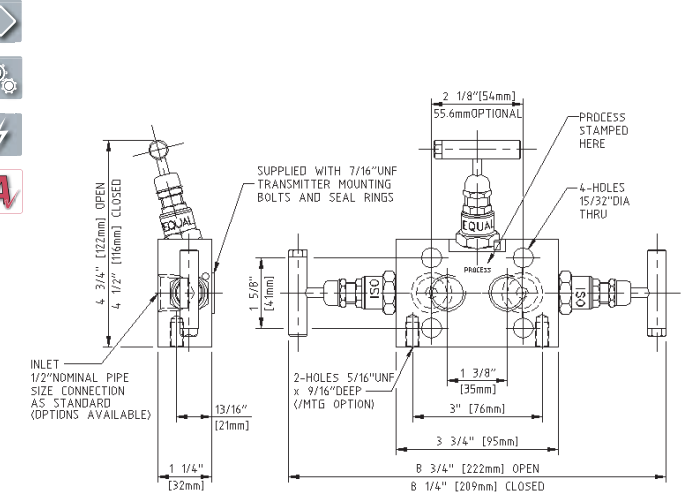 2 1/8"[54mm]
55.6mmOPTIONAL
PROCESS
STAMPED
HERE
SUPPLIED WITH 7/16"UNF
TRANSMITTER MOUNTING
BOLTS AND SEAL RINGS
4-HOLES
15/32"DIA
THRU
4 3/4" [122mm] OPEN
4 1/2" [116mm] CLOSED
EQUAL
EQUAL
PROCESS
1 5/8"
[41mm]
ISO
ISO
INLET
1/2"NOMINAL PIPE
SIZE CONNECTION
AS STANDARD
(OPTIONS AVAILABLE)
2-HOLES 5/16"UNF
x 9/16"DEEP
(/MTG OPTION)
1 3/8"
[35mm]
13/16"
[21mm]
3" [76mm]
3 3/4" [95mm]
1 1/4"
[32mm]
8 3/4" [222mm] OPEN
8 1/4" [209mm] CLOSED